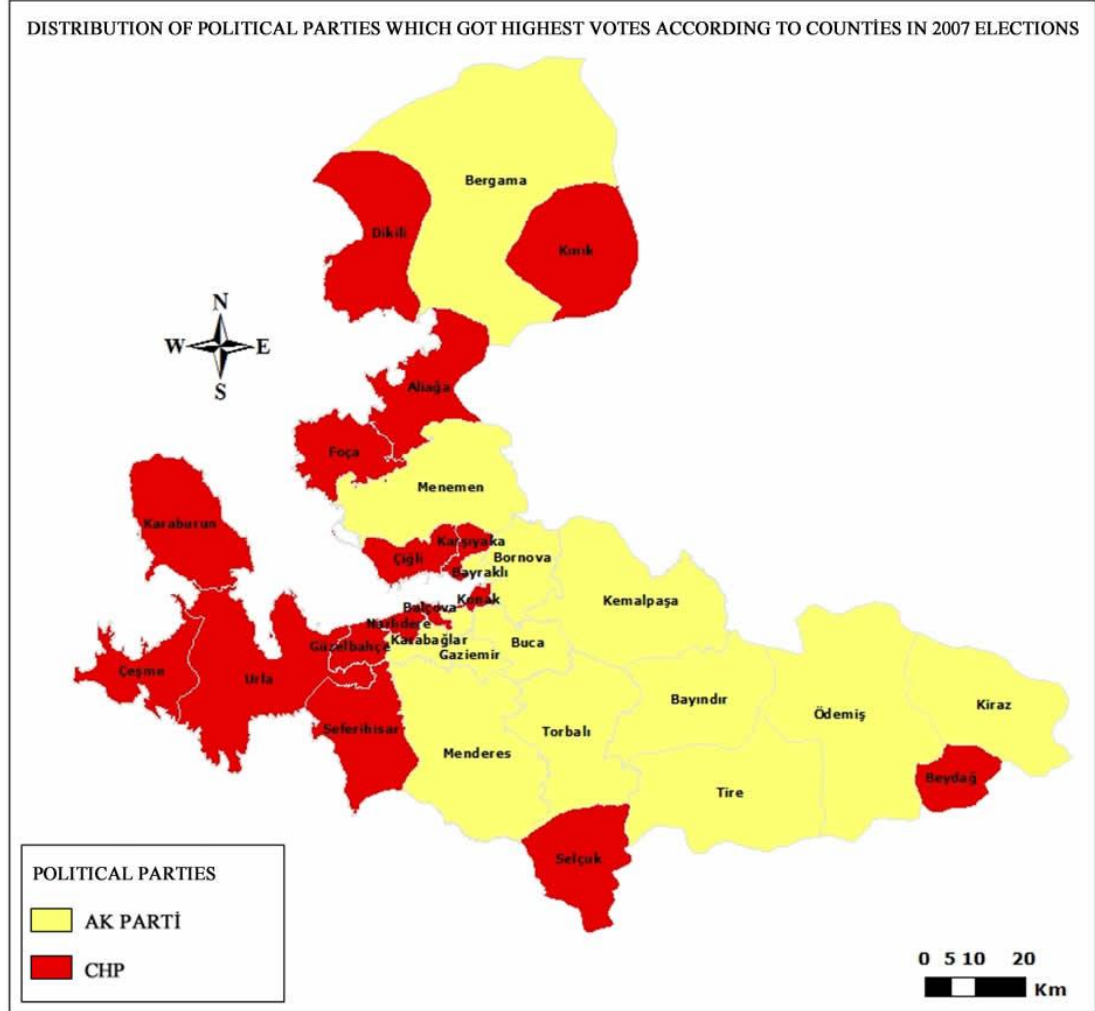 DISTRIBUTION OF POLITICAL PARTIES WHICH GOT HIGHEST VOTES ACCORDING TO COUNTİES IN 2007 ELECTIONS
Bergama
Dikili
Kınık
N
W E
S
Aliağa
Foça
Menemen
Karaburun
Karşıyaka
Bornova
Çiğli
Bayraklı
Konak
Kemalpaşa
Balçova
Narlıdere
Karabağlar
Buca
Güzelbahçe
Gaziemir
Çeşme
Urla
Bayındır
Kiraz
Ödemiş
Seferihisar
Torbalı
Menderes
Beydağ
Tire
Selçuk
POLITICAL PARTIES
AK PARTİ
CHP
0 5 10 20
Km